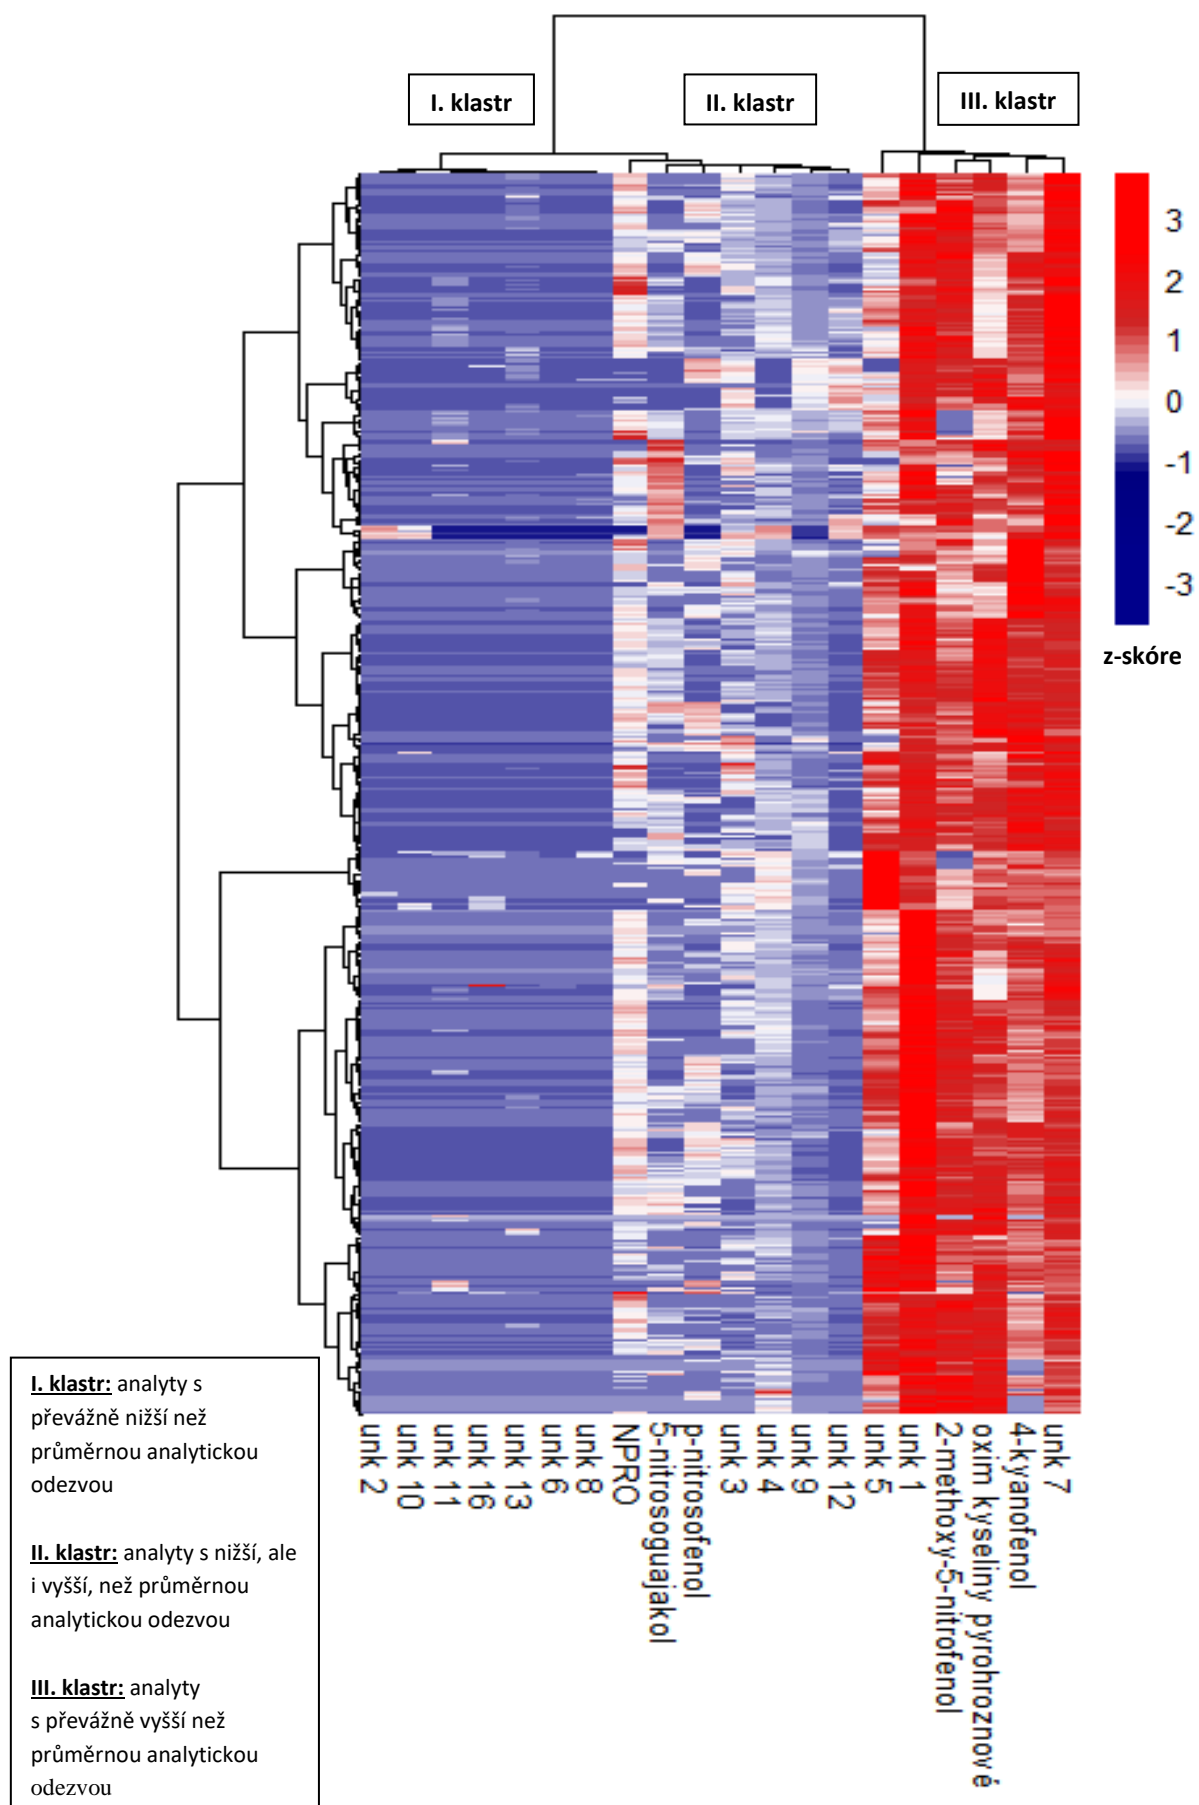 I. klastr
II. klastr
III. klastr
3
2
1
0
-1
-2
-3
z-skóre
unk 2
unk 10
unk 11
unk 16
unk 13
unk 6
unk 8
NPRO
5-nitrosoguajakol
p-nitrosofenol
unk 3
unk 4
unk 9
unk 12
unk 5
unk 1
2-methoxy-5-nitrofenol
oxim kyseliny pyrohroznové
4-kyanofenol
unk 7
I. klastr: analyty s
převážně nižší než
průměrnou analytickou
odezvou
II. klastr: analyty s nižší, ale
i vyšší, než průměrnou
analytickou odezvou
III. klastr: analyty
s převážně vyšší než
průměrnou analytickou
odezvou